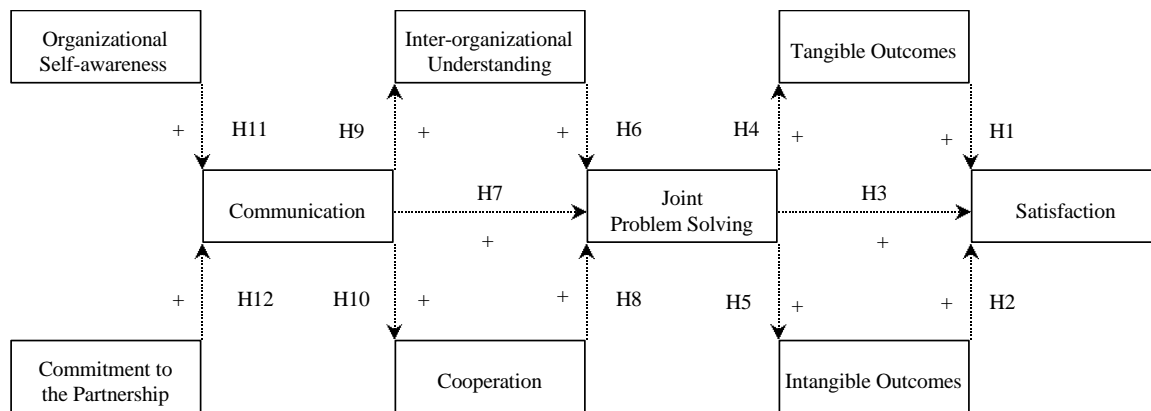 Organizational
Self-awareness
Inter-organizational
Understanding
Tangible Outcomes
+
H11
H9
+
+
H6
H4
+
+
H1
Communication
H7
+
Joint
Problem Solving
H3
+
Satisfaction
+
H12
H10
+
+
H8
H5
+
+
H2
Commitment to
the Partnership
Cooperation
Intangible Outcomes